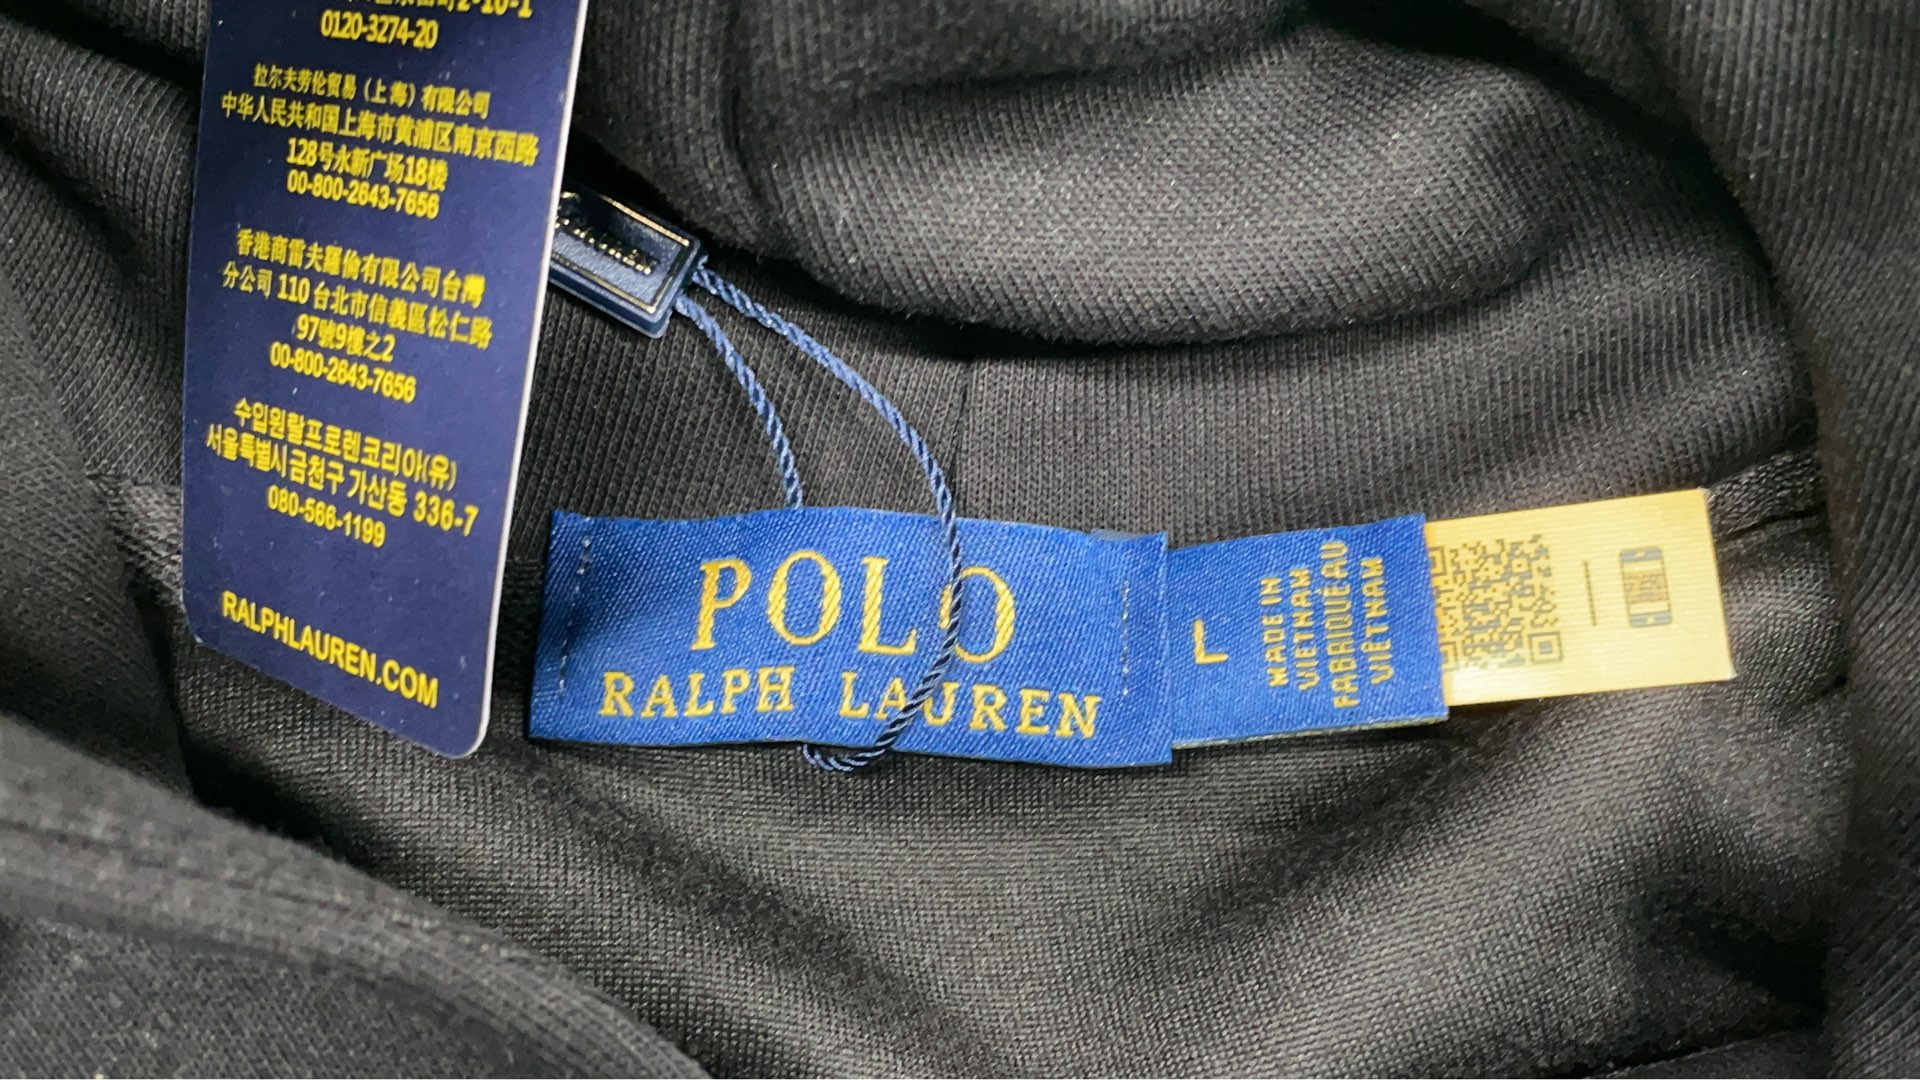 0120-3274-20
拉尔夫劳伦贸易（上海）有限公司
中华人民共和国上海市黄浦区南京西路
128号永新广场18楼
00-800-2643-7656
香港商雷夫羅倫有限公司台灣
分公司 110 台北市信義區松仁路
97號9樓之2
00-800-2643-7656
수입원랄프로렌코리아(유)
서울특별시금천구 가산동 336-7
080-566-1199
RALPHLAUREN.COM
POLO
RALPH LAUREN
L
MADE IN
VIETNAM
FABRIQUÉ AU
VIÊTNAM